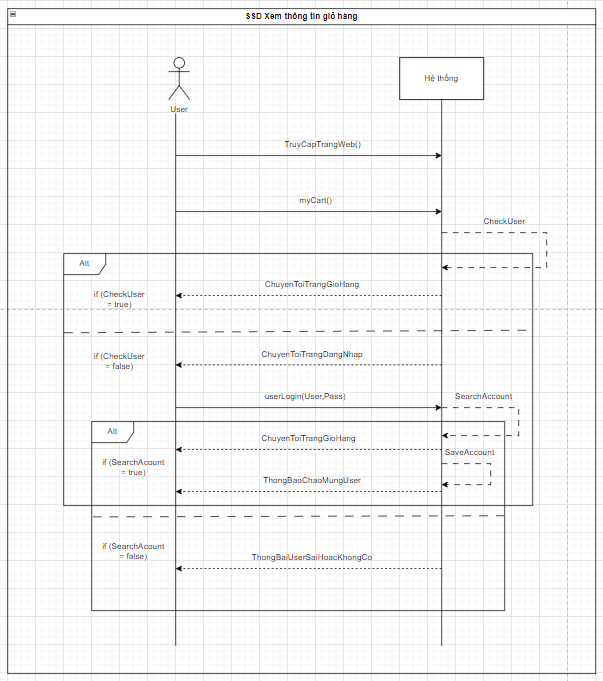 SSD Xem thông tin giỏ hàng
Hệ thống
User
TruyCapTrangWeb()
myCart()
CheckUser
Alt
ChuyenToiTrangGioHang
if (CheckUser
= true)
if (CheckUser
= false)
ChuyenToiTrangDangNhap
userLogin(User,Pass)
SearchAccount
Alt
ChuyenToiTrangGioHang
SaveAccount
if (SearchAcount
= true)
ThongBaoChaoMungUser
if (SearchAcount
= false)
ThongBaiUserSaiHoacKhongCo